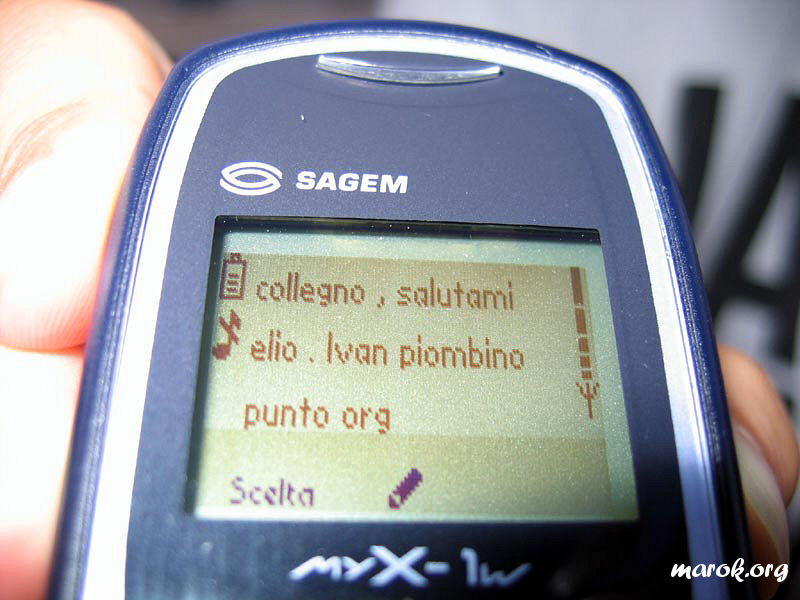 SAGEM
collegno , salutami
elio . Ivan piombino
punto org
Scelta
myX-1w
marok.org